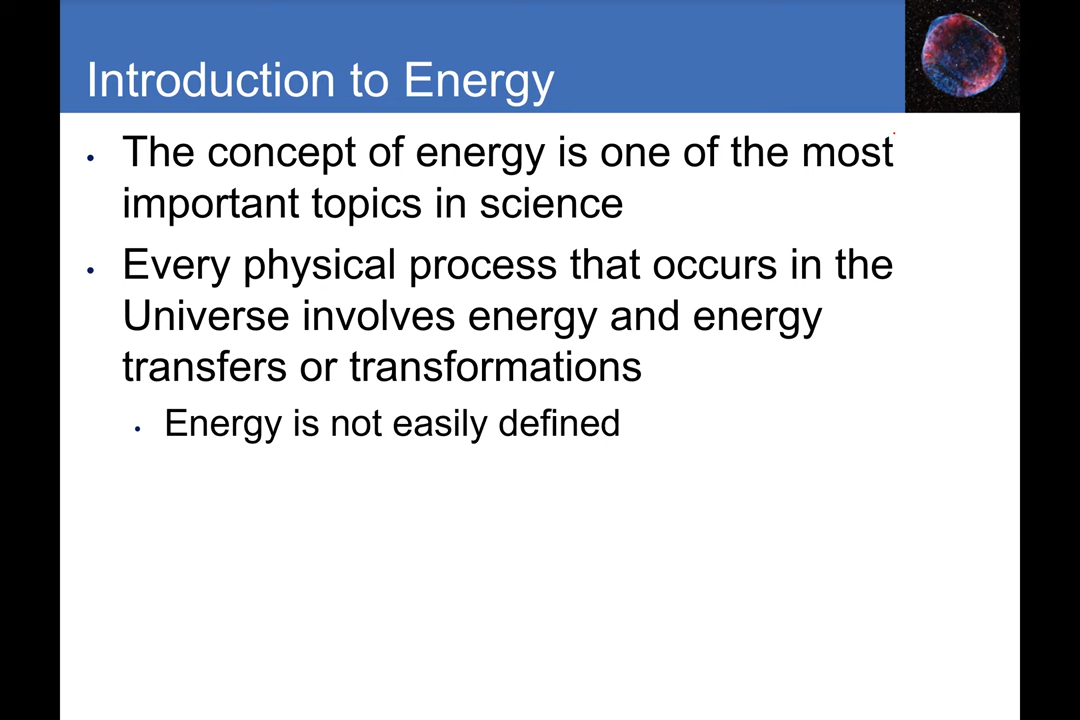 Introduction to Energy
• The concept of energy is one of the most
important topics in science
• Every physical process that occurs in the
Universe involves energy and energy
transfers or transformations
• Energy is not easily defined